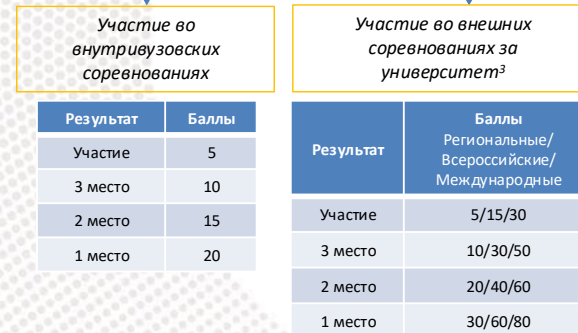 Участие во
внутривузовских
соревнованиях
Результат Баллы
Участие 5
3 место 10
2 место 15
1 место 20
Участие во внешних
соревнованиях за
университет³
Результат Баллы
Региональные/
Всероссийские/
Международные
Участие 5/15/30
3 место 10/30/50
2 место 20/40/60
1 место 30/60/80